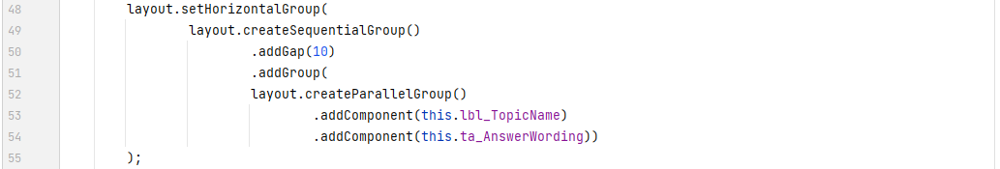 48 layout.setHorizontalGroup(
49 layout.createSequentialGroup()
50 .addGap(10)
51 .addGroup(
52 layout.createParallelGroup()
53 .addComponent(this.lbl_TopicName)
54 .addComponent(this.ta_AnswerWording))
55 );